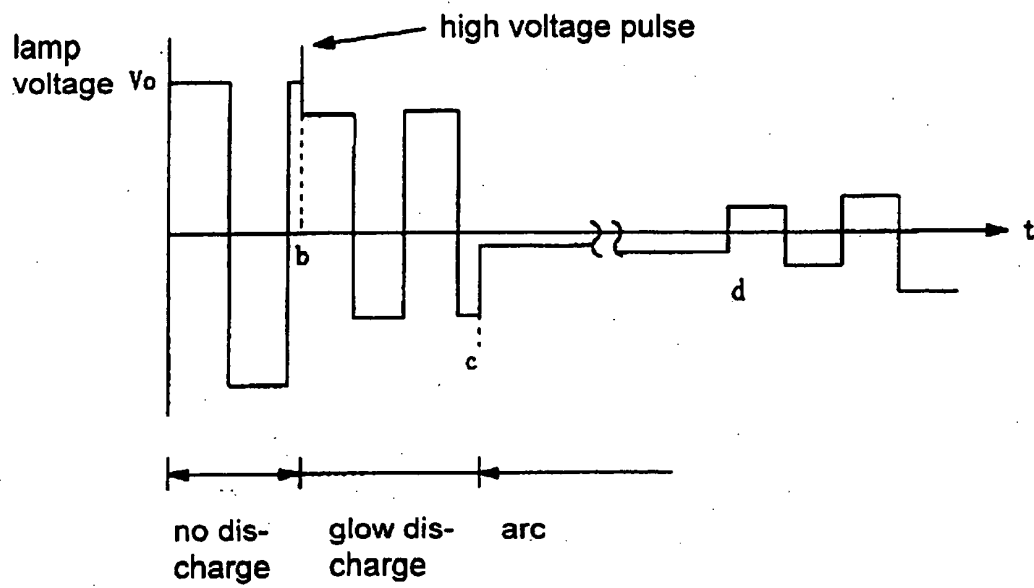 high voltage pulse
lamp
voltage Vo
t
b
d
c
no dis-
charge
glow dis-
charge
arc